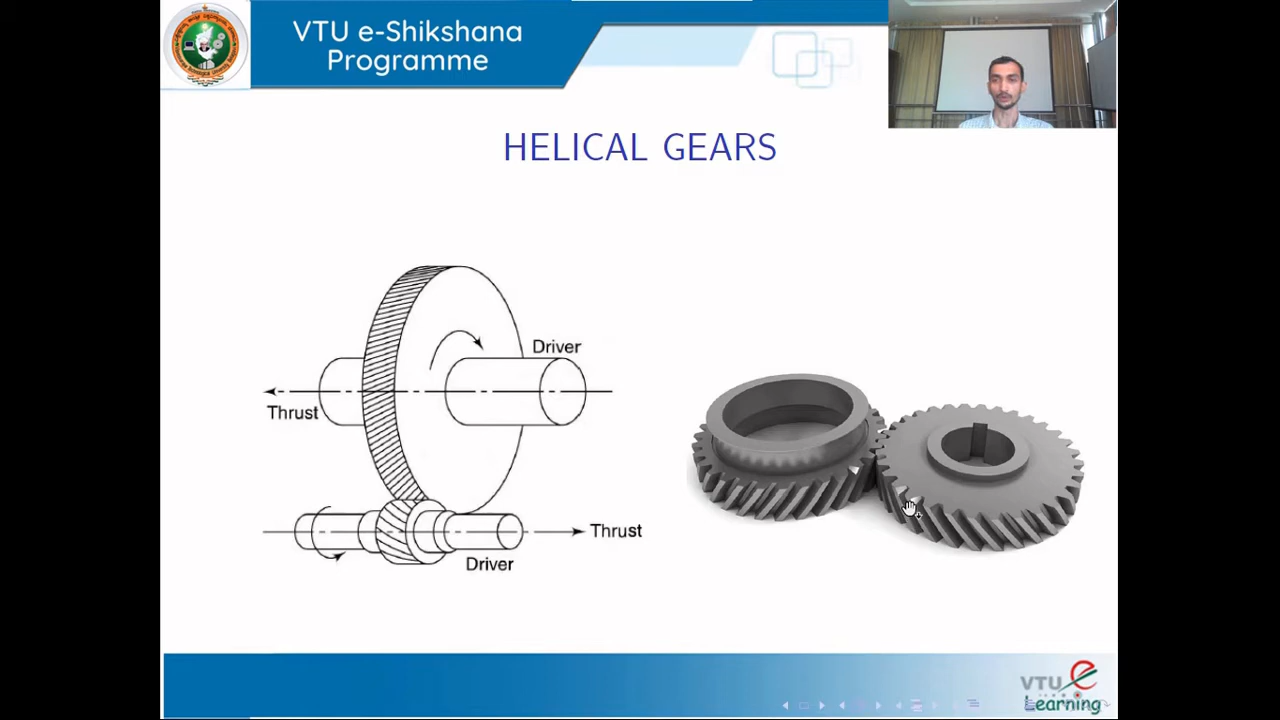 VTU e-Shikshana
Programme
HELICAL GEARS
Driver
Thrust
Thrust
Driver
VTU
Learning